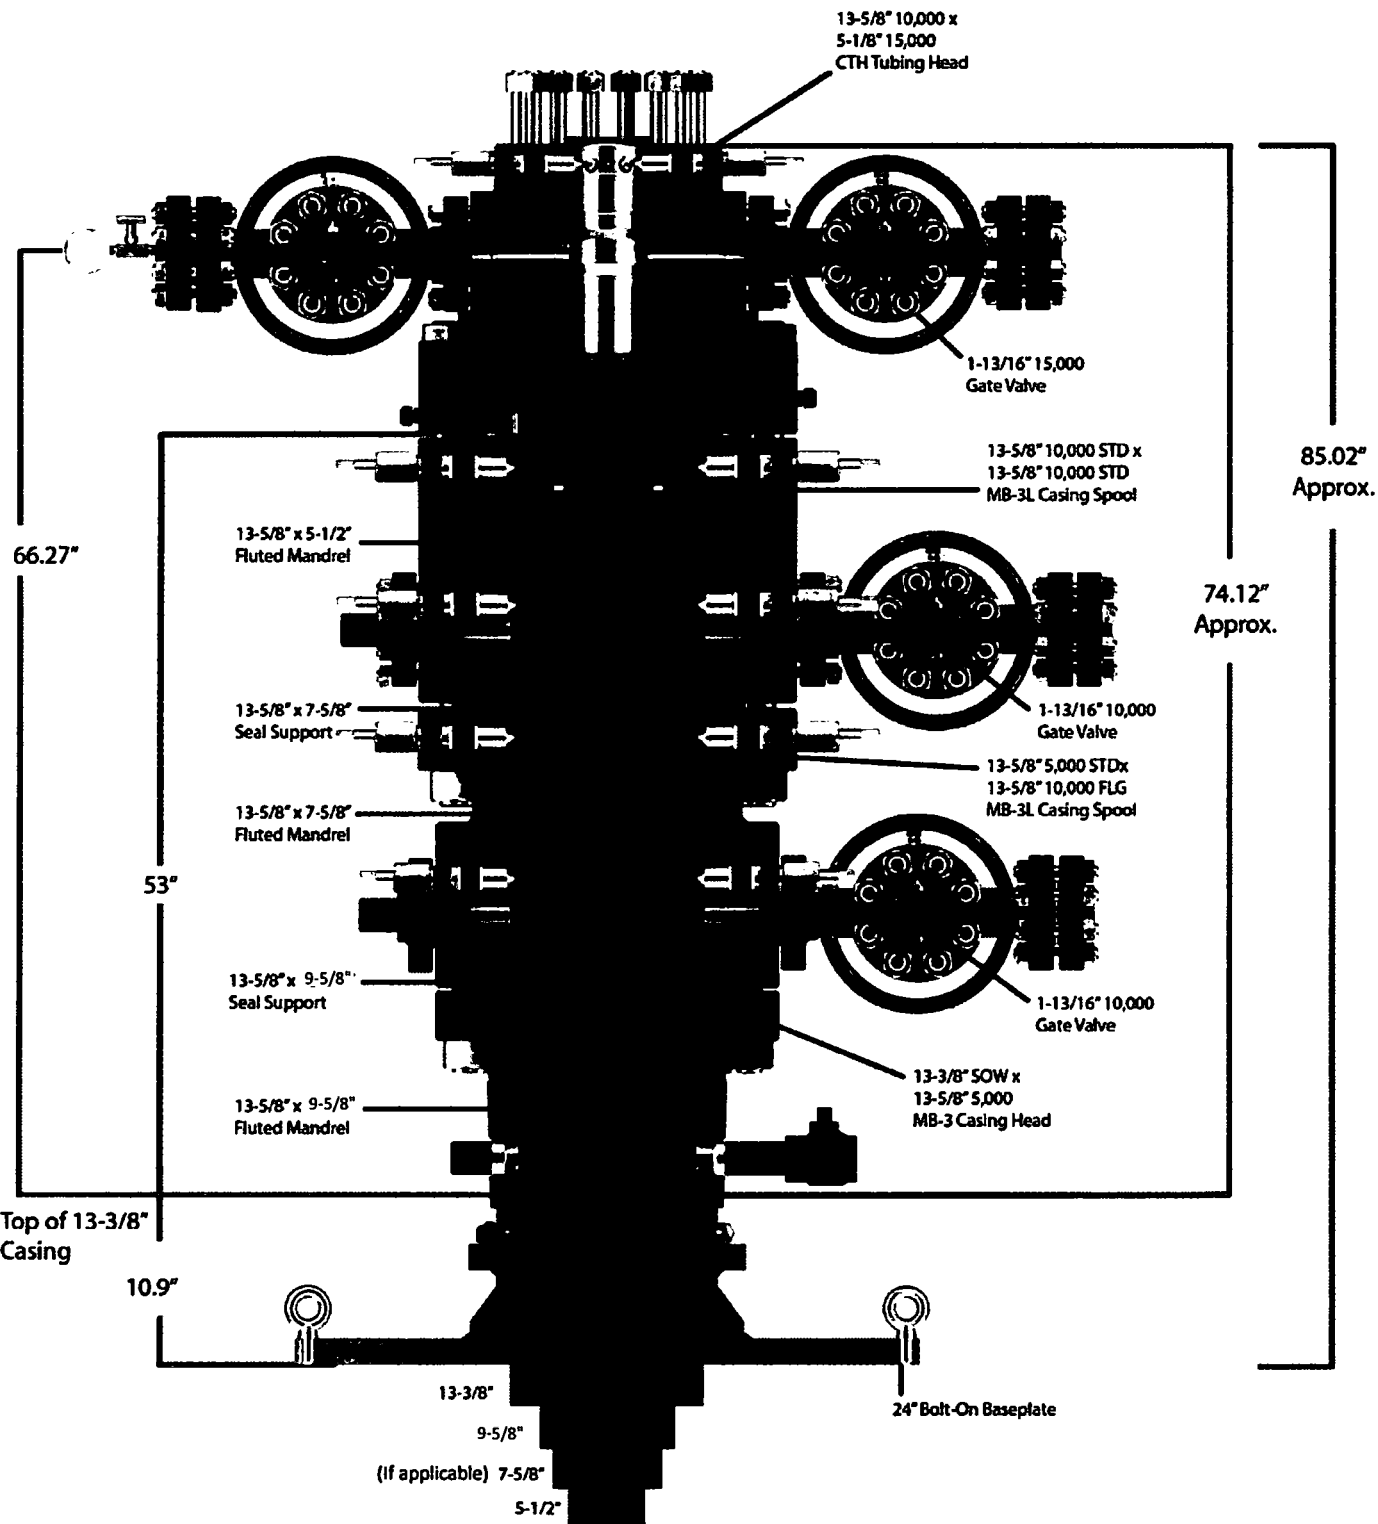 13-5/8" 10,000 x
5-1/8" 15,000
CTH Tubing Head
1-13/16" 15,000
Gate Valve
13-5/8" 10,000 STD x
13-5/8" 10,000 STD
MB-3L Casing Spool
85.02"
Approx.
13-5/8" x 5-1/2"
Fluted Mandrel
66.27"
74.12"
Approx.
13-5/8" x 7-5/8"
Seal Support
1-13/16" 10,000
Gate Valve
13-5/8" 5,000 STDx
13-5/8" 10,000 FLG
MB-3L Casing Spool
13-5/8" x 7-5/8"
Fluted Mandrel
53"
13-5/8" x 9-5/8"
Seal Support
1-13/16" 10,000
Gate Valve
13-3/8" SOW x
13-5/8" 5,000
MB-3 Casing Head
13-5/8" x 9-5/8"
Fluted Mandrel
Top of 13-3/8"
Casing
10.9"
13-3/8"
24" Bolt-On Baseplate
9-5/8"
(If applicable) 7-5/8"
5-1/2"